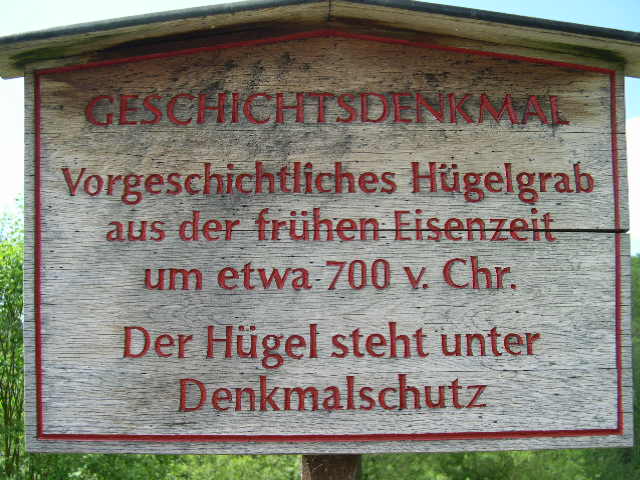 GESCHICHTSDENKMAL
Vorgeschichtliches Hügelgrab
aus der frühen Eisenzeit
um etwa 700 v. Chr.
Der Hügel steht unter
Denkmalschutz